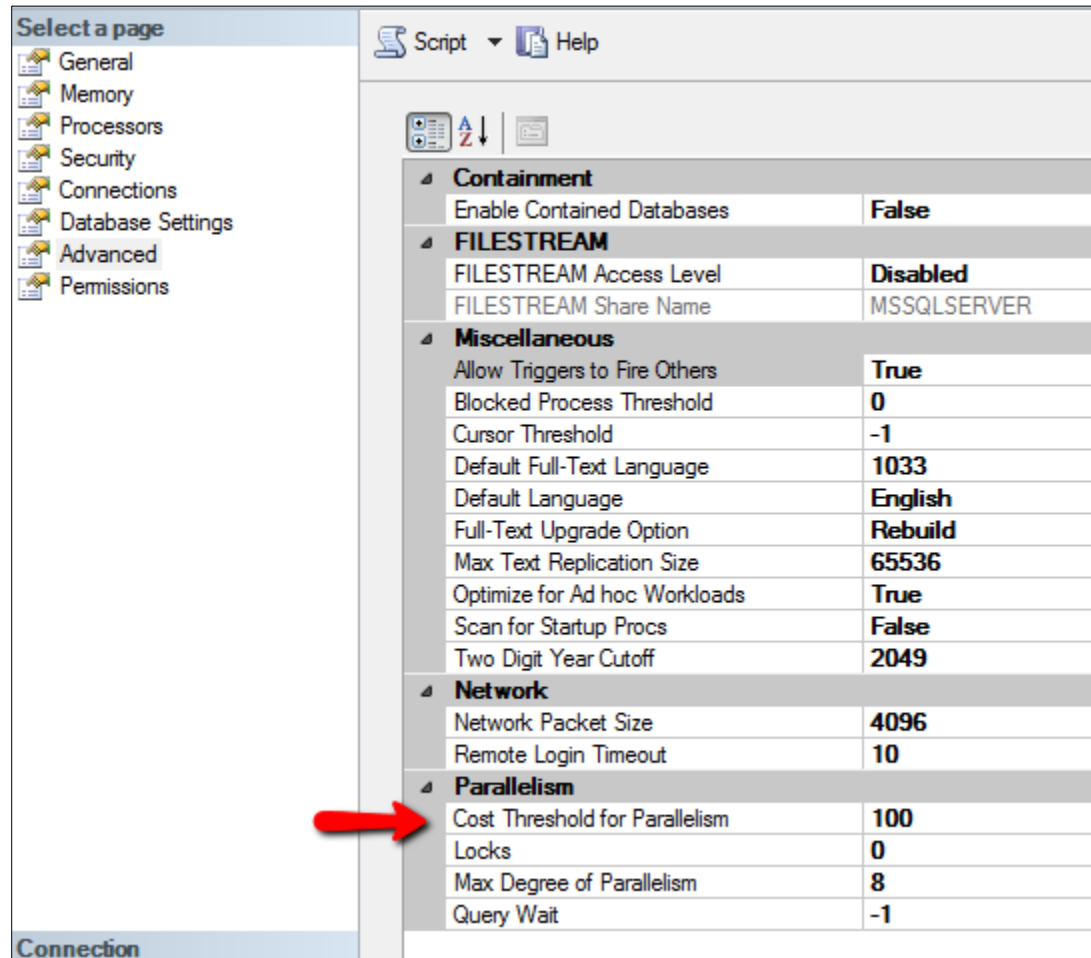 Select a page
General
Memory
Processors
Security
Connections
Database Settings
Advanced
Permissions
Connection
Script Help
Containment
Enable Contained Databases False
FILESTREAM
FILESTREAM Access Level Disabled
FILESTREAM Share Name MSSQLSERVER
Miscellaneous
Allow Triggers to Fire Others True
Blocked Process Threshold 0
Cursor Threshold -1
Default Full-Text Language 1033
Default Language English
Full-Text Upgrade Option Rebuild
Max Text Replication Size 65536
Optimize for Ad hoc Workloads True
Scan for Startup Procs False
Two Digit Year Cutoff 2049
Network
Network Packet Size 4096
Remote Login Timeout 10
Parallelism
Cost Threshold for Parallelism 100
Locks 0
Max Degree of Parallelism 8
Query Wait -1